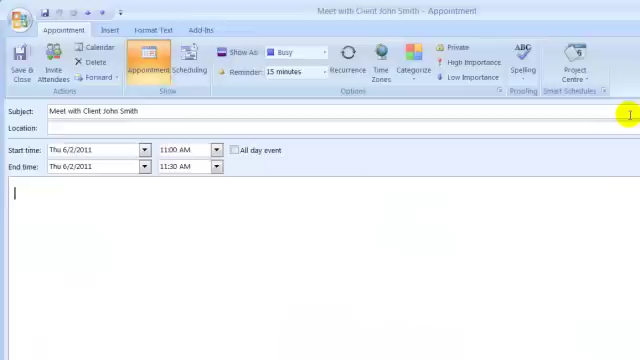 Meet with Client John Smith - Appointment
Appointment Insert Format Text Add-Ins
Save & Close
Invite Attendees
Calendar
Delete
Forward
Actions
Appointment
Scheduling
Show
Show As: Busy
Reminder: 15 minutes
Recurrence
Time Zones
Categorize
Private
High Importance
Low Importance
Options
ABC
Spelling
Proofing
Project Centre
Smart Schedules
Subject: Meet with Client John Smith
Location:
Start time: Thu 6/2/2011 11:00 AM All day event
End time: Thu 6/2/2011 11:30 AM